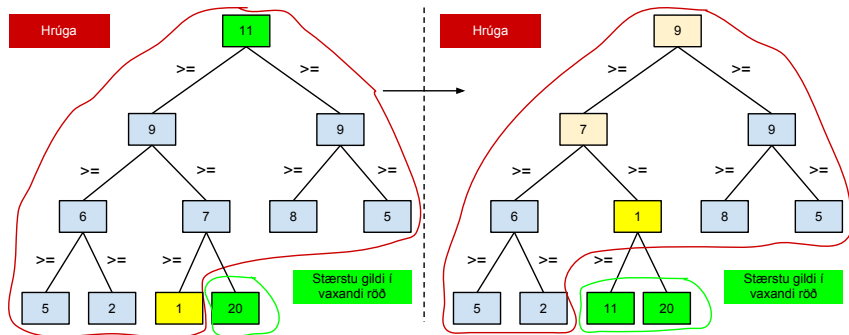 Hrúga
11
>= >=
9 9
>= >= >= >=
6 7 8 5
>= >= >= >=
5 2 1 20
Stærstu gildi í
vaxandi röð
Hrúga
9
>= >=
7 9
>= >= >= >=
6 1 8 5
>= >= >= >=
5 2 11 20
Stærstu gildi í
vaxandi röð